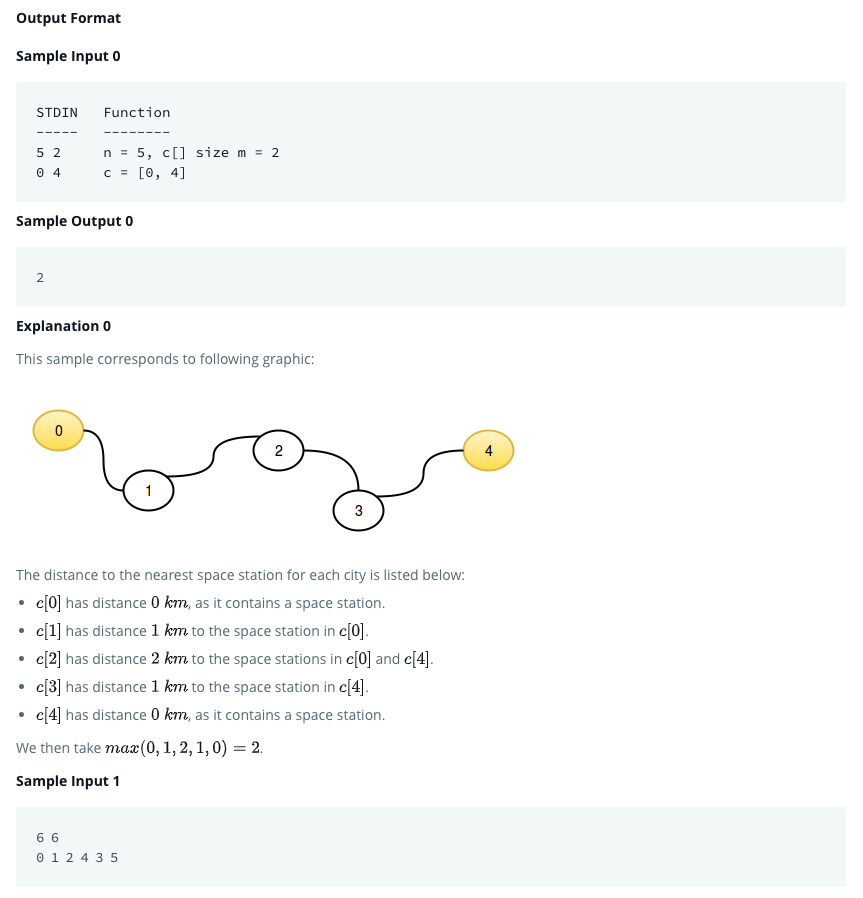 Output Format
Sample Input 0
STDIN   Function
-----   --------
5 2     n = 5, c[] size m = 2
0 4     c = [0, 4]
Sample Output 0
2
Explanation 0
This sample corresponds to following graphic:
0
2
4
1
3
The distance to the nearest space station for each city is listed below:
• c[0] has distance 0 km, as it contains a space station.
• c[1] has distance 1 km to the space station in c[0].
• c[2] has distance 2 km to the space stations in c[0] and c[4].
• c[3] has distance 1 km to the space station in c[4].
• c[4] has distance 0 km, as it contains a space station.
We then take max(0, 1, 2, 1, 0) = 2.
Sample Input 1
6 6
0 1 2 4 3 5